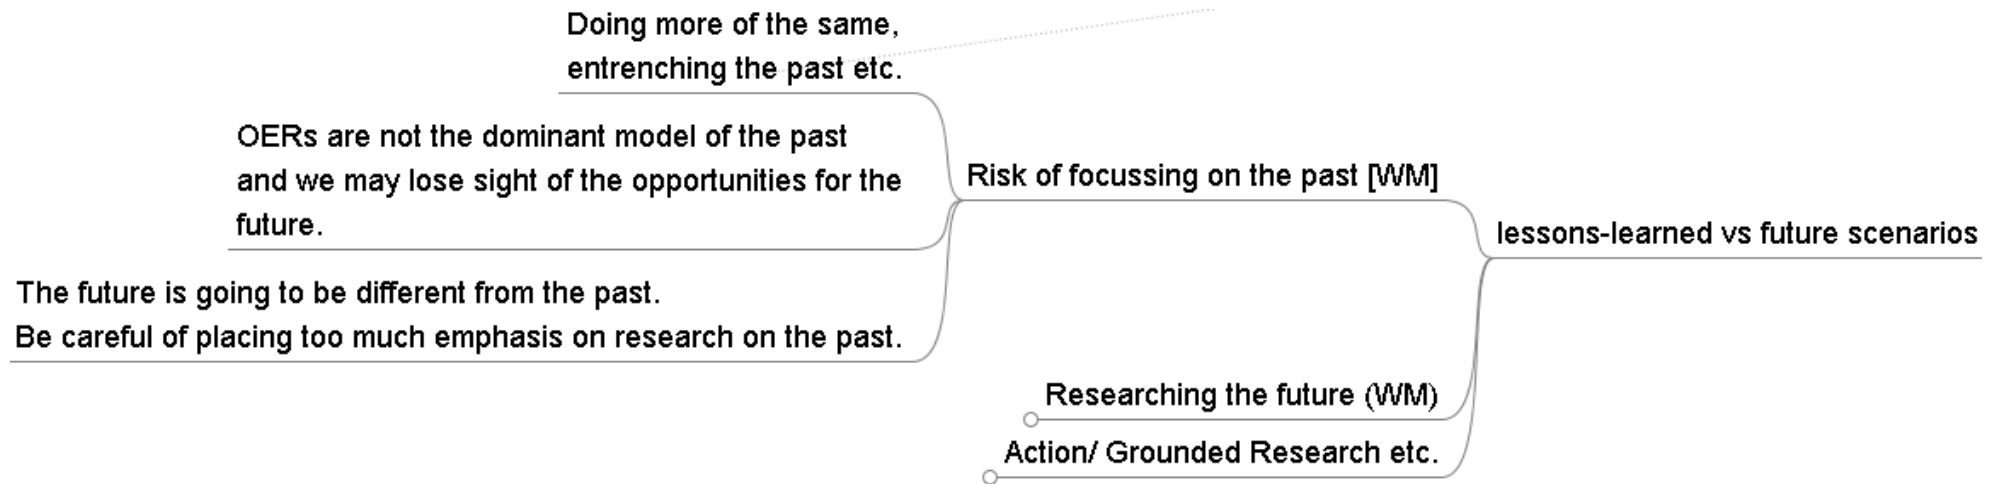 Doing more of the same,
entrenching the past etc.
OERs are not the dominant model of the past
and we may lose sight of the opportunities for the
future.
The future is going to be different from the past.
Be careful of placing too much emphasis on research on the past.
Risk of focussing on the past [WM]
Researching the future (WM)
Action/ Grounded Research etc.
lessons-learned vs future scenarios